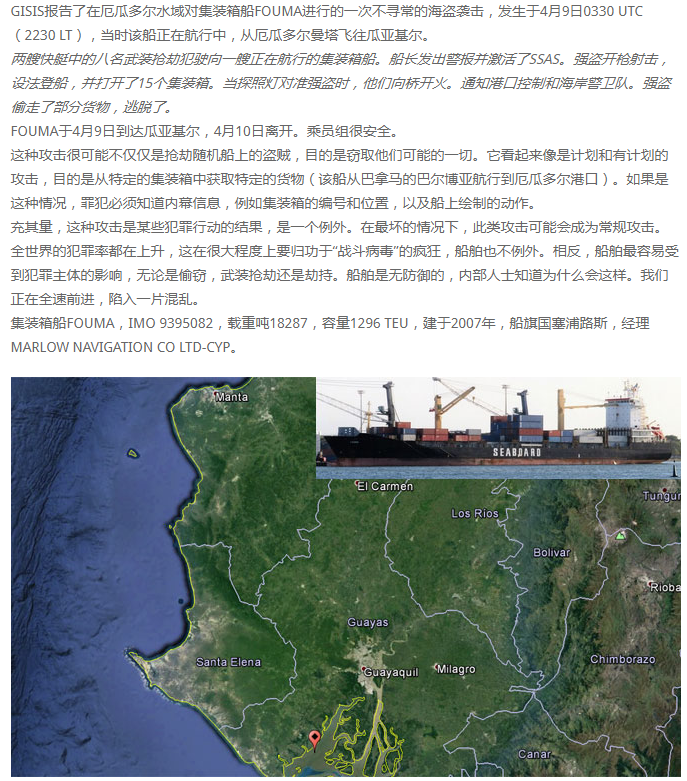 GISIS报告了在厄瓜多尔水域对集装箱船FOUMA进行的一次不寻常的海盗袭击，发生于4月9日0330 UTC
（2230 LT），当时该船正在航行中，从厄瓜多尔曼塔飞往瓜亚基尔。
两艘快艇中的八名武装抢劫犯驶向一艘正在航行的集装箱船。船长发出警报并激活了SSAS。强盗开枪射击，
设法登船，并打开了15个集装箱。当探照灯对准强盗时，他们向桥开火。通知港口控制和海岸警卫队。强盗
偷走了部分货物，逃脱了。
FOUMA于4月9日到达瓜亚基尔，4月10日离开。乘员组很安全。
这种攻击很可能不仅仅是抢劫随机船上的盗贼，目的是窃取他们可能的一切。它看起来像是计划和有计划的
攻击，目的是从特定的集装箱中获取特定的货物（该船从巴拿马的巴尔博亚航行到厄瓜多尔港口）。如果是
这种情况，罪犯必须知道内幕信息，例如集装箱的编号和位置，以及船上绘制的动作。
充其量，这种攻击是某些犯罪行动的结果，是一个例外。在最坏的情况下，此类攻击可能会成为常规攻击。
全世界的犯罪率都在上升，这在很大程度上要归功于“战斗病毒”的疯狂，船舶也不例外。相反，船舶最容易受
到犯罪主体的影响，无论是偷窃，武装抢劫还是劫持。船舶是无防御的，内部人士知道为什么会这样。我们
正在全速前进，陷入一片混乱。
集装箱船FOUMA，IMO 9395082，载重吨18287，容量1296 TEU，建于2007年，船旗国塞浦路斯，经理
MARLOW NAVIGATION CO LTD-CYP。
Manta
SEABOARD
El Carmen
Tungur
Los Ríos
Bolivar
Rioba
Guayas
Santa Elena
Guayaquil
Milagro
Chimborazo
Canar